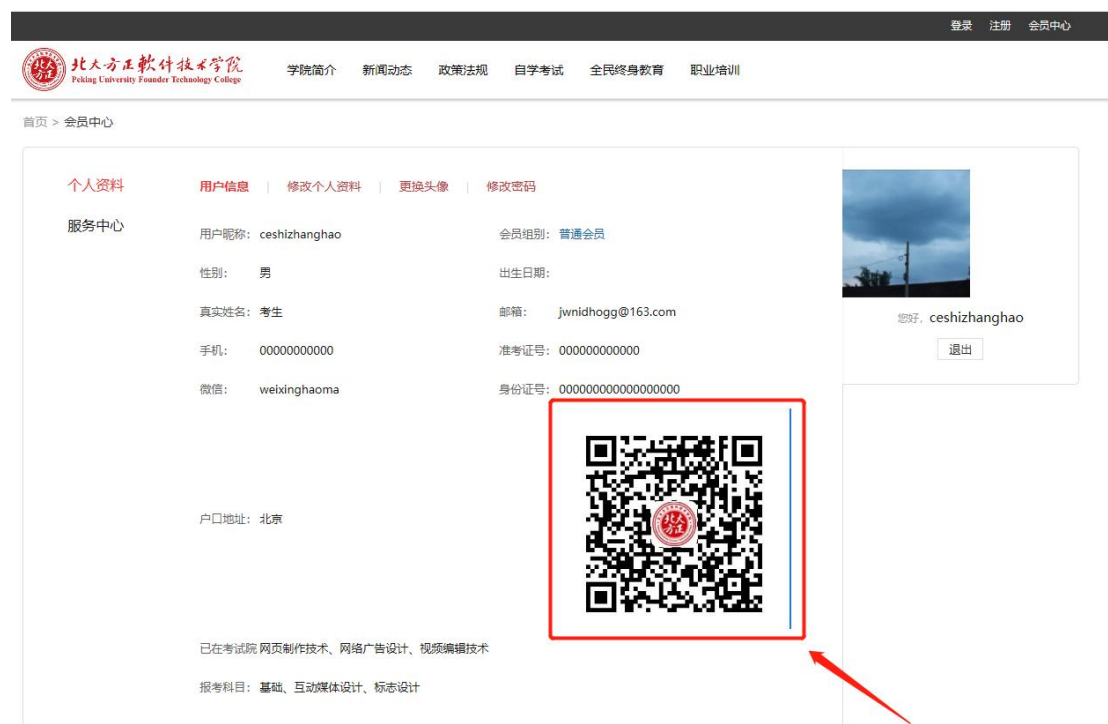 登录 注册 会员中心
北大方正軟件技术学院 学院简介 新闻动态 政策法规 自学考试 全民终身教育 职业培训
Peking University Founder Technology College
首页 > 会员中心
个人资料 用户信息 | 修改个人资料 | 更换头像 | 修改密码
服务中心
用户昵称: ceshizhanghao 会员组别: 普通会员
性别: 男 出生日期:
真实姓名: 考生 邮箱: jwnidhogg@163.com
您好, ceshizhanghao
手机: 00000000000 准考证号: 000000000000
退出
微信: weixinghaoma 身份证号: 000000000000000000
北大
方正
户口地址: 北京
已在考试院 网页制作技术、网络广告设计、视频编辑技术
报考科目: 基础、互动媒体设计、标志设计